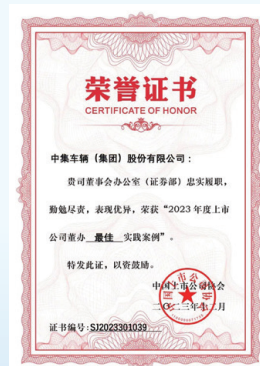 荣誉证书
CERTIFICATE OF HONOR
中集车辆（集团）股份有限公司：
贵司董事会办公室（证券部）忠实履职，
勤勉尽责，表现优异，荣获“2023 年度上市
公司董办 最佳 实践案例”。
特发此证，以资鼓励。
中国上市公司协会
二〇二三年十二月
证书编号：SJ2023301039